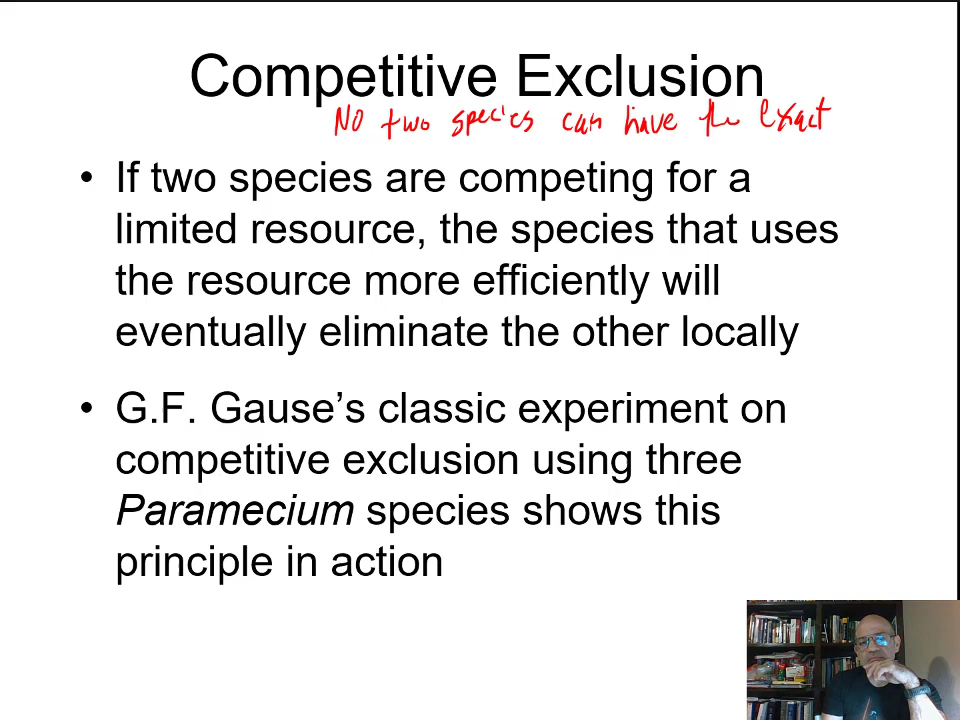 Competitive Exclusion
No two species can have the exact
• If two species are competing for a
limited resource, the species that uses
the resource more efficiently will
eventually eliminate the other locally
• G.F. Gause’s classic experiment on
competitive exclusion using three
Paramecium species shows this
principle in action